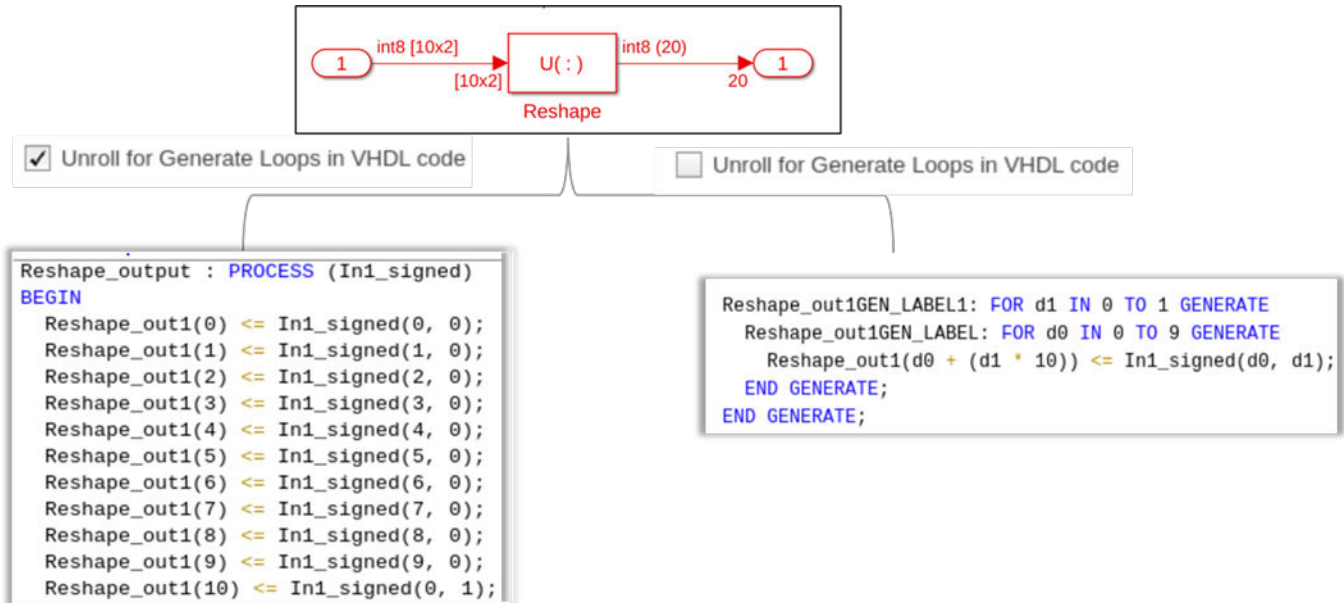 int8 [10x2]
int8 (20)
1
U( : )
1
[10x2]
20
Reshape
Unroll for Generate Loops in VHDL code
Unroll for Generate Loops in VHDL code
Reshape_output : PROCESS (In1_signed)
BEGIN
Reshape_out1(0) <= In1_signed(0, 0);
Reshape_out1(1) <= In1_signed(1, 0);
Reshape_out1(2) <= In1_signed(2, 0);
Reshape_out1(3) <= In1_signed(3, 0);
Reshape_out1(4) <= In1_signed(4, 0);
Reshape_out1(5) <= In1_signed(5, 0);
Reshape_out1(6) <= In1_signed(6, 0);
Reshape_out1(7) <= In1_signed(7, 0);
Reshape_out1(8) <= In1_signed(8, 0);
Reshape_out1(9) <= In1_signed(9, 0);
Reshape_out1(10) <= In1_signed(0, 1);
Reshape_out1GEN_LABEL1: FOR d1 IN 0 TO 1 GENERATE
Reshape_out1GEN_LABEL: FOR d0 IN 0 TO 9 GENERATE
Reshape_out1(d0 + (d1 * 10)) <= In1_signed(d0, d1);
END GENERATE;
END GENERATE;